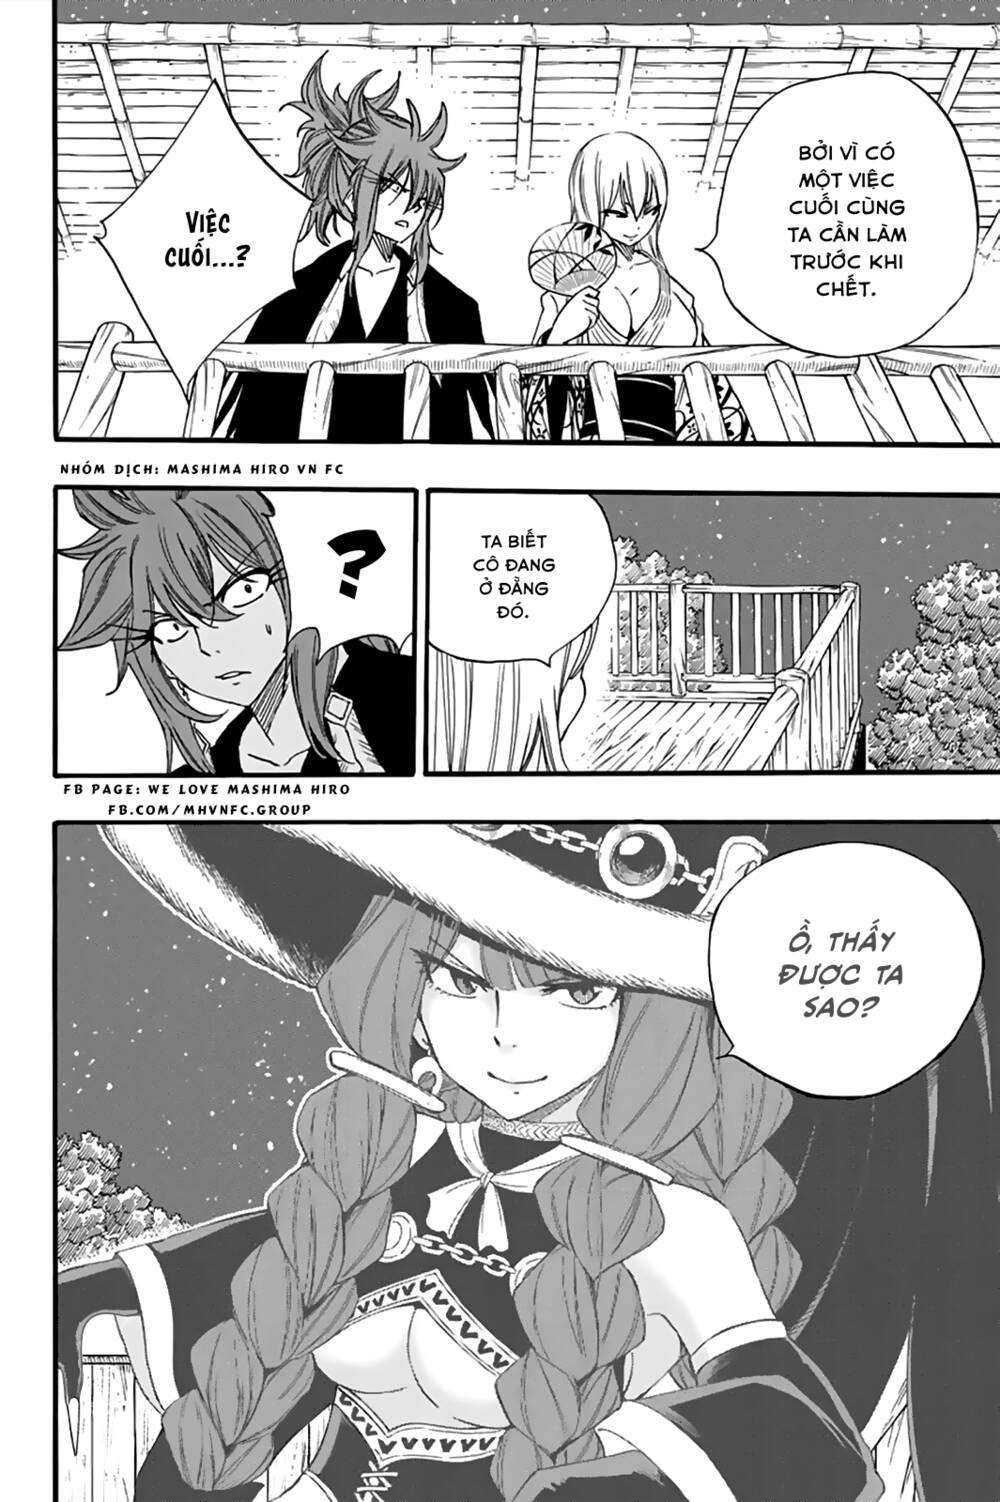 BỞI VÌ CÓ
MỘT VIỆC
CUỐI CÙNG
TA CẦN LÀM
TRƯỚC KHI
CHẾT.
VIỆC
CUỐI...?
NHÓM DỊCH: MASHIMA HIRO VN FC
TA BIẾT
CÔ ĐANG
Ở ĐẰNG
ĐÓ.
?
FB PAGE: WE LOVE MASHIMA HIRO
FB.COM/MHVNFC.GROUP
Ồ, THẤY
ĐƯỢC TA
SAO?